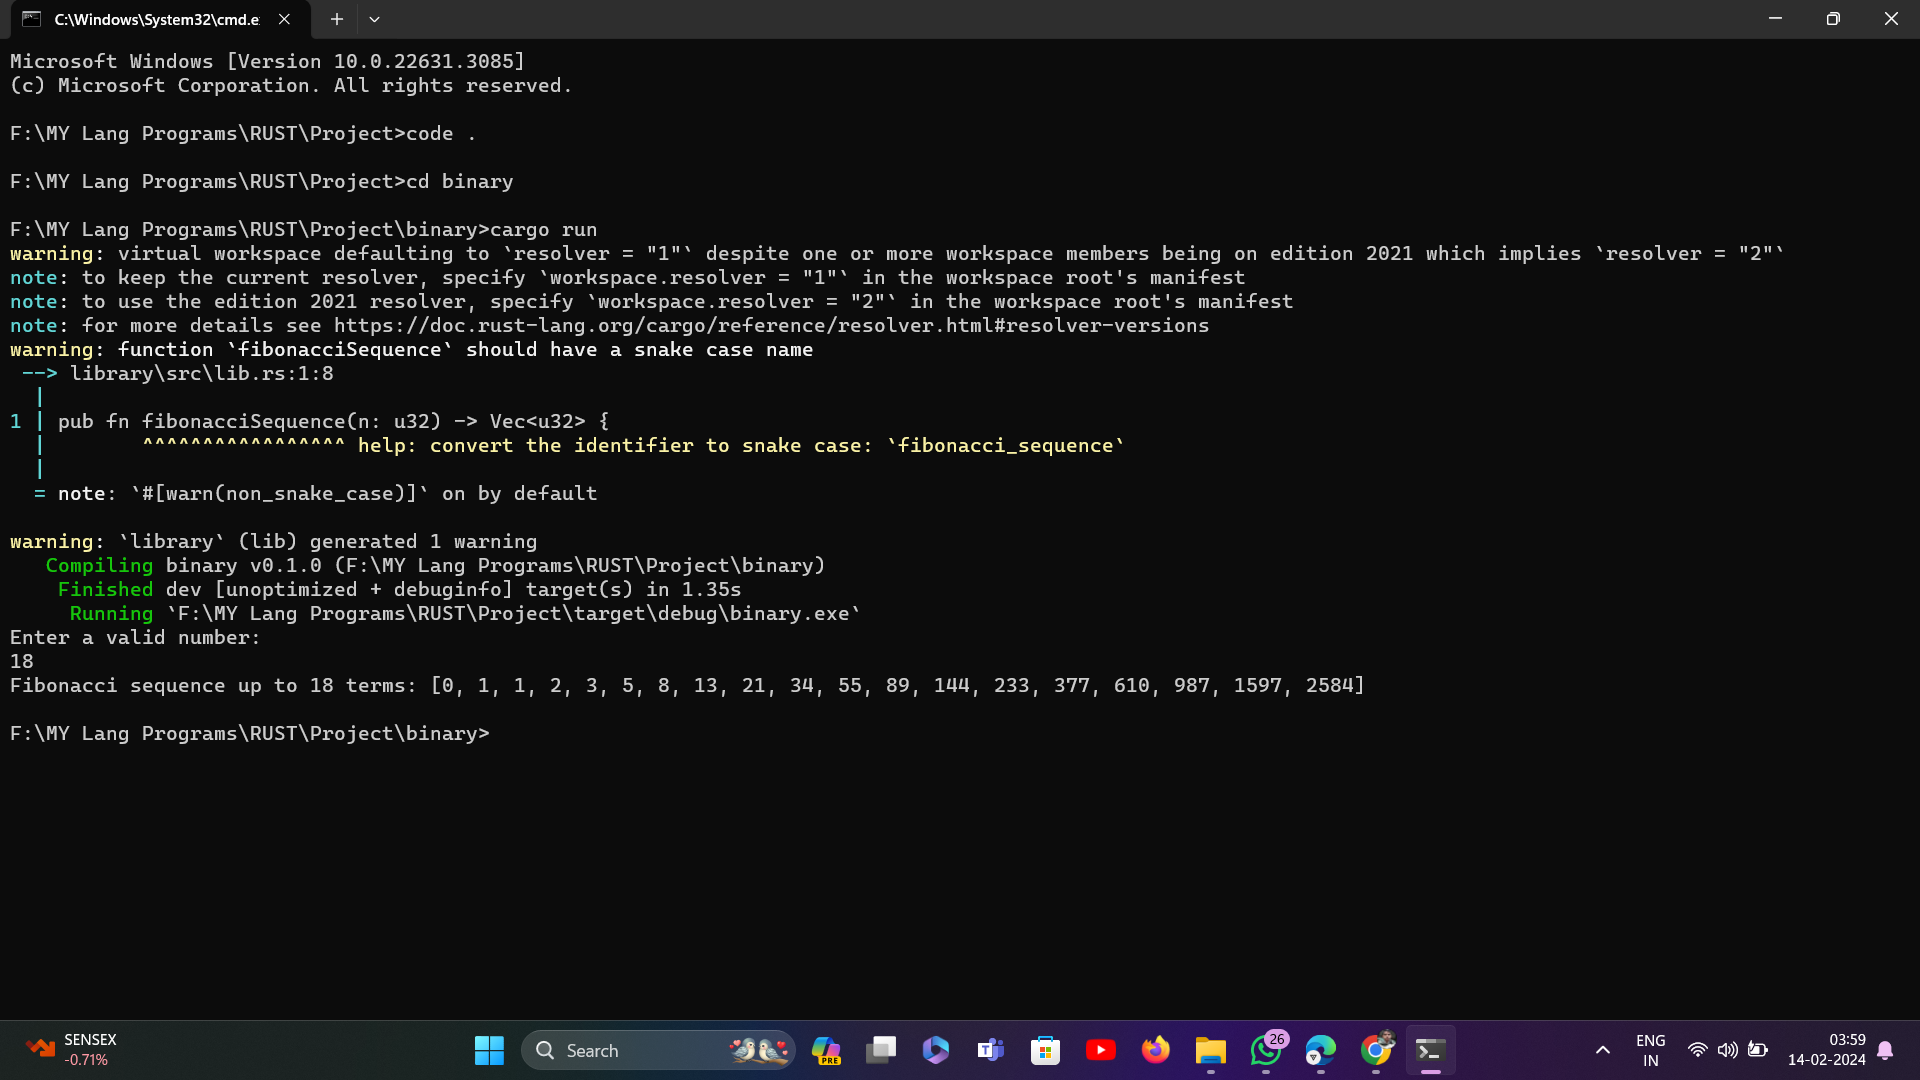 C:\Windows\System32\cmd.e
Microsoft Windows [Version 10.0.22631.3085]
(c) Microsoft Corporation. All rights reserved.
F:\MY Lang Programs\RUST\Project>code .
F:\MY Lang Programs\RUST\Project>cd binary
F:\MY Lang Programs\RUST\Project\binary>cargo run
warning: virtual workspace defaulting to `resolver = "1"` despite one or more workspace members being on edition 2021 which implies `resolver = "2"`
note: to keep the current resolver, specify `workspace.resolver = "1"` in the workspace root's manifest
note: to use the edition 2021 resolver, specify `workspace.resolver = "2"` in the workspace root's manifest
note: for more details see https://doc.rust-lang.org/cargo/reference/resolver.html#resolver-versions
warning: function `fibonacciSequence` should have a snake case name
 --> library\src\lib.rs:1:8
  |
1 | pub fn fibonacciSequence(n: u32) -> Vec<u32> {
  |        ^^^^^^^^^^^^^^^^^ help: convert the identifier to snake case: `fibonacci_sequence`
  |
  = note: `#[warn(non_snake_case)]` on by default
warning: `library` (lib) generated 1 warning
   Compiling binary v0.1.0 (F:\MY Lang Programs\RUST\Project\binary)
    Finished dev [unoptimized + debuginfo] target(s) in 1.35s
     Running `F:\MY Lang Programs\RUST\Project\target\debug\binary.exe`
Enter a valid number:
18
Fibonacci sequence up to 18 terms: [0, 1, 1, 2, 3, 5, 8, 13, 21, 34, 55, 89, 144, 233, 377, 610, 987, 1597, 2584]
F:\MY Lang Programs\RUST\Project\binary>
SENSEX
-0.71%
Search
PRE
26
ENG
IN
03:59
14-02-2024